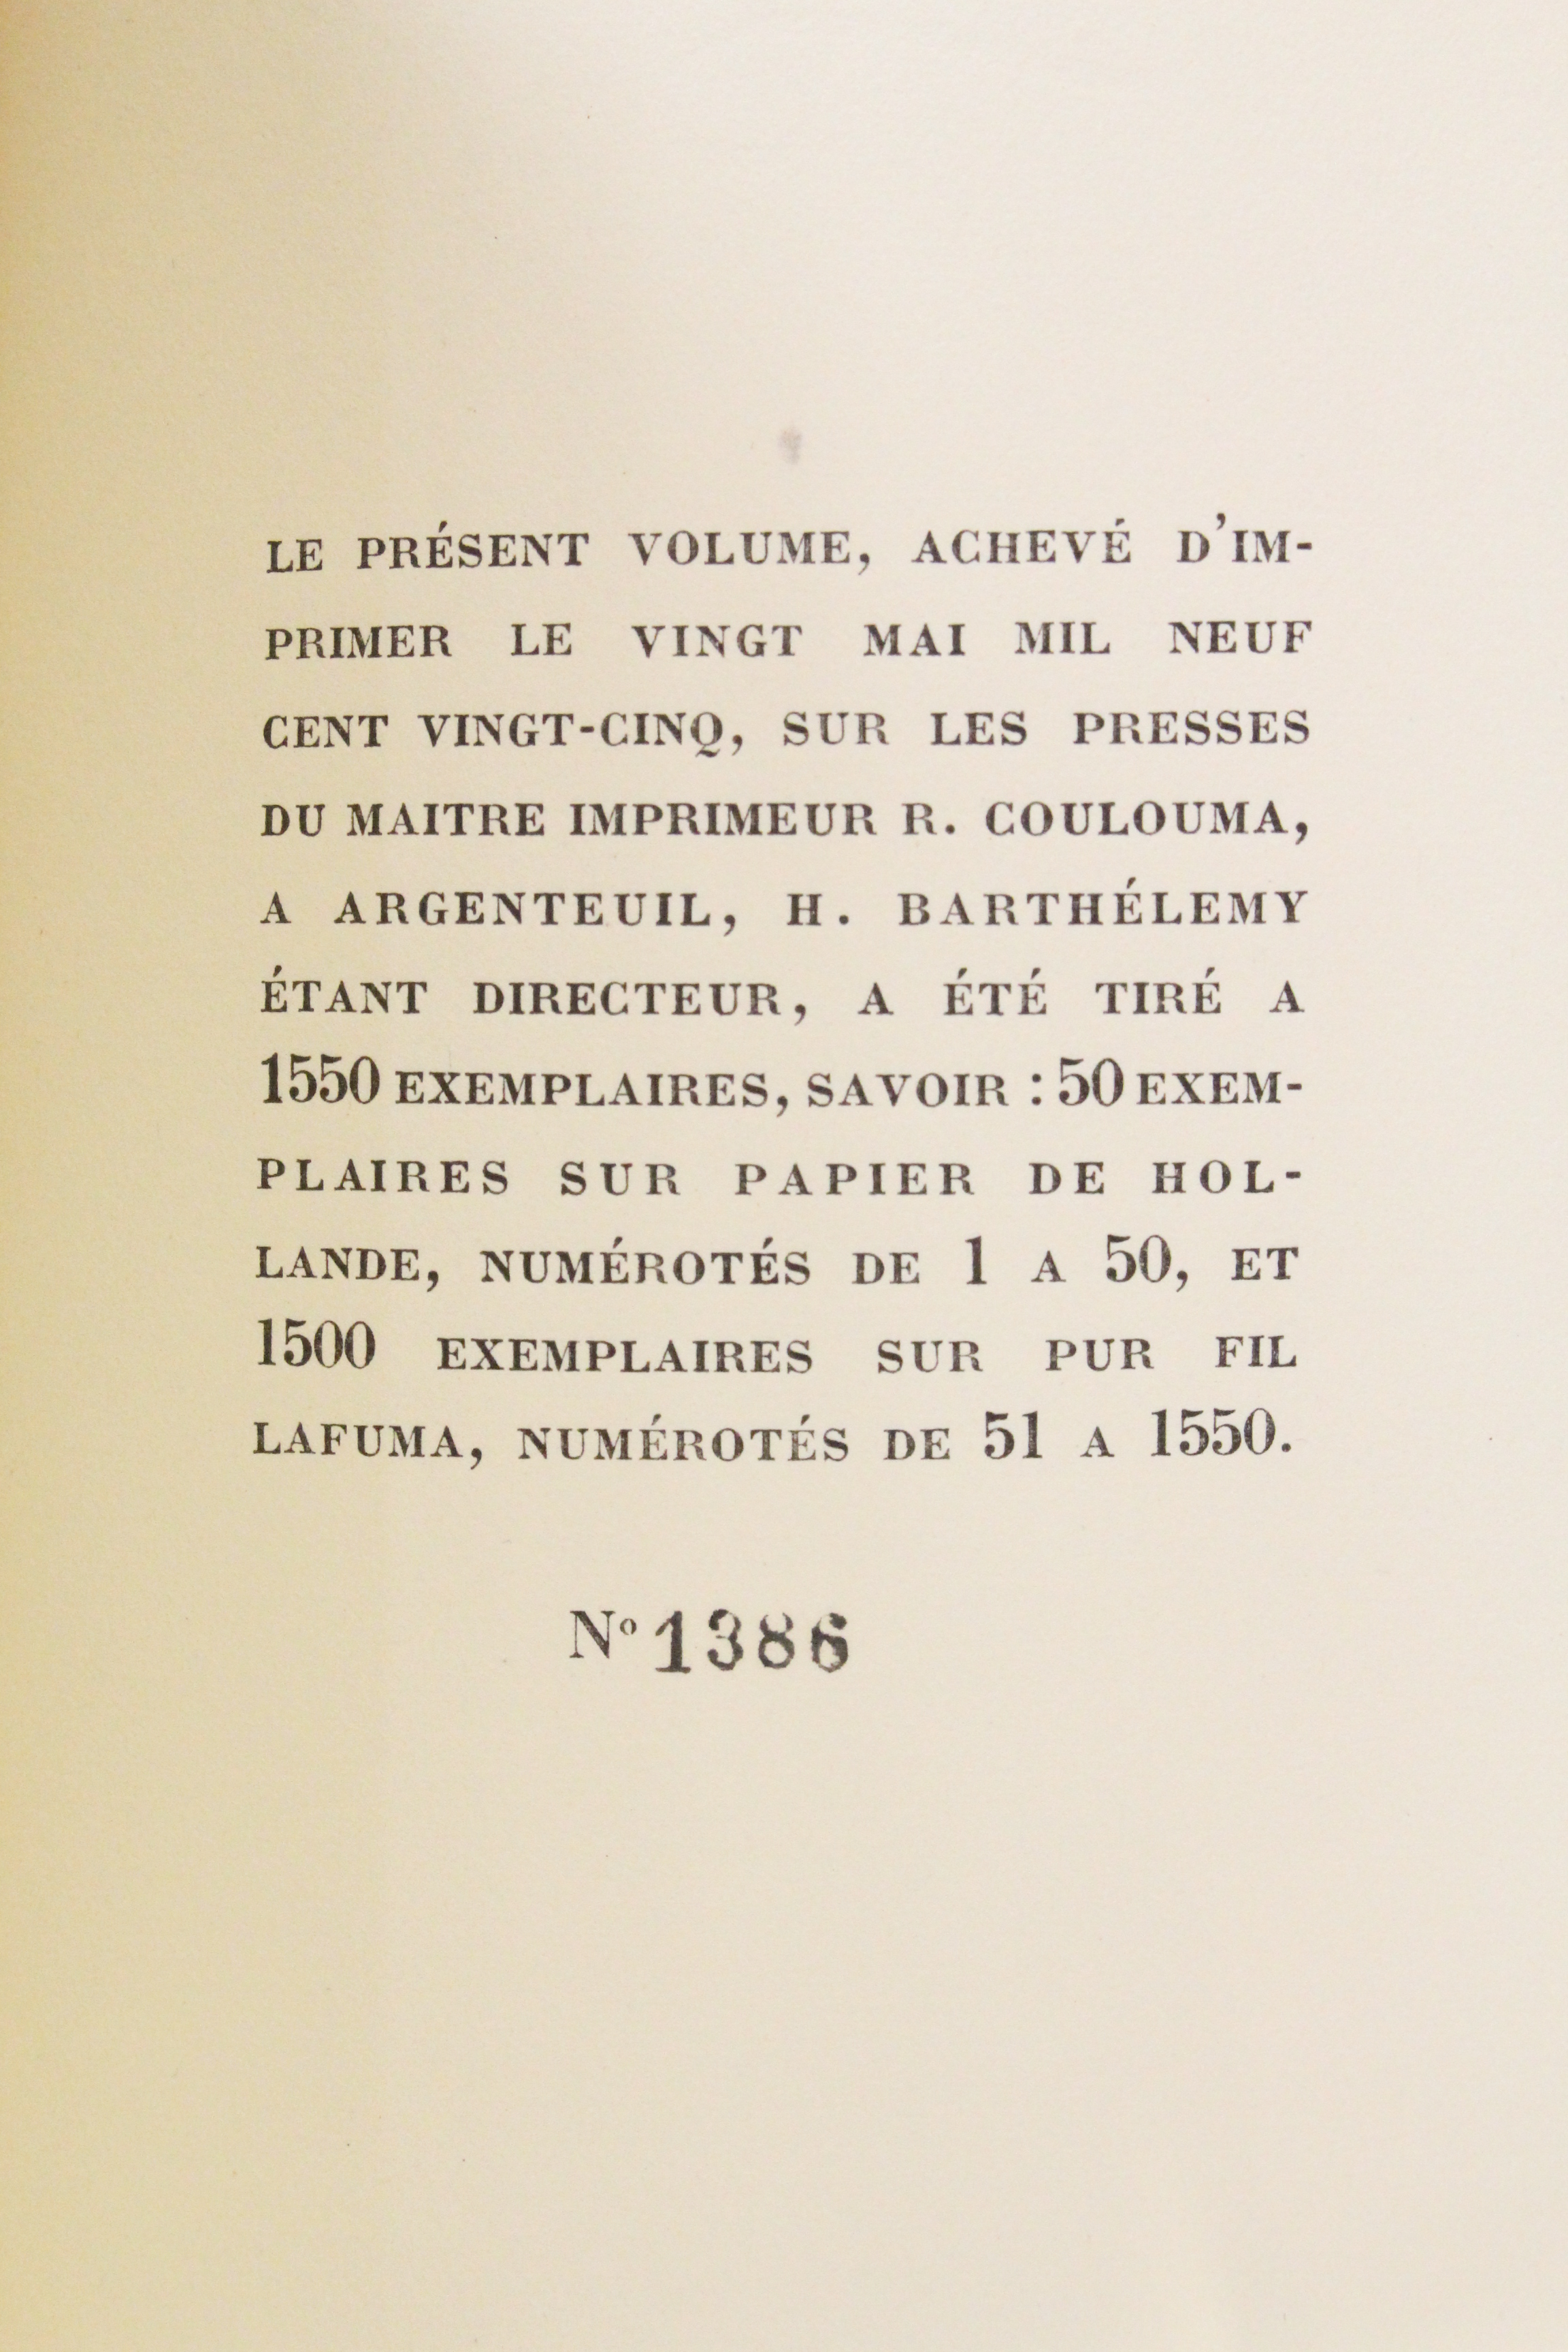 LE PRÉSENT VOLUME, ACHEVÉ D'IM-
PRIMER LE VINGT MAI MIL NEUF
CENT VINGT-CINQ, SUR LES PRESSES
DU MAITRE IMPRIMEUR R. COULOUMA,
A ARGENTEUIL, H. BARTHÉLEMY
ÉTANT DIRECTEUR, A ÉTÉ TIRÉ A
1550 EXEMPLAIRES, SAVOIR : 50 EXEM-
PLAIRES SUR PAPIER DE HOL-
LANDE, NUMÉROTÉS DE 1 A 50, ET
1500 EXEMPLAIRES SUR PUR FIL
LAFUMA, NUMÉROTÉS DE 51 A 1550.
Nº 1386